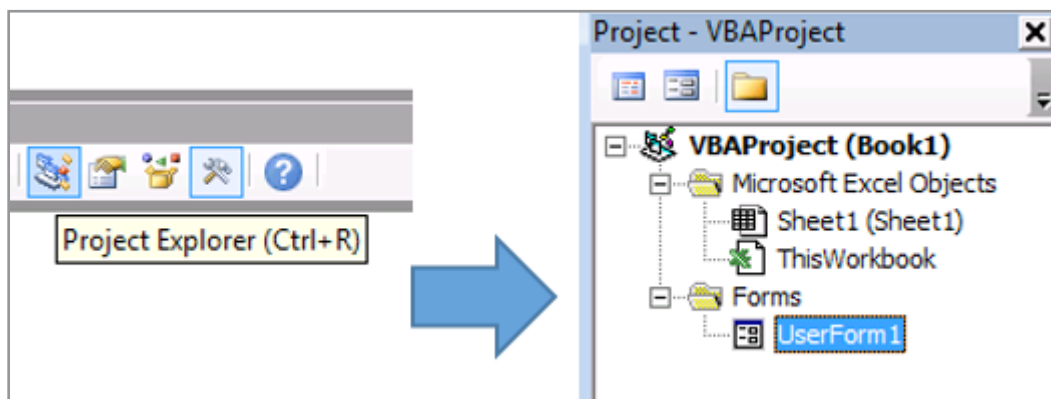 Project Explorer (Ctrl+R)
Project - VBAProject
VBAProject (Book1)
Microsoft Excel Objects
Sheet1 (Sheet1)
ThisWorkbook
Forms
UserForm1